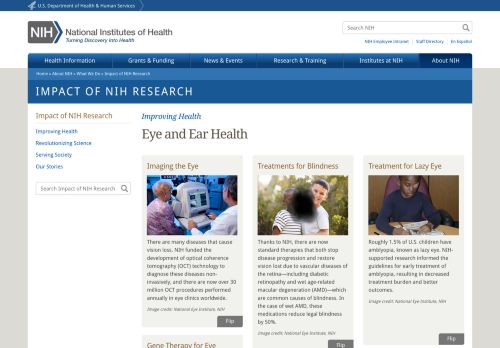 U.S. Department of Health & Human Services
Search NIH
NIH
National Institutes of Health
Turning Discovery Into Health
NIH Employee Intranet
Staff Directory
En Español
Health Information
Grants & Funding
News & Events
Research & Training
Institutes at NIH
About NIH
Home » About NIH » What We Do » Impact of NIH Research
IMPACT OF NIH RESEARCH
Impact of NIH Research
Improving Health
Revolutionizing Science
Serving Society
Our Stories
Search Impact of NIH Research
Improving Health
Eye and Ear Health
Imaging the Eye
There are many diseases that cause
vision loss. NIH funded the
development of optical coherence
tomography (OCT) technology to
diagnose these diseases non-
invasively, and there are now over 30
million OCT procedures performed
annually in eye clinics worldwide.
Image credit: National Eye Institute, NIH
Flip
Treatments for Blindness
Thanks to NIH, there are now
standard therapies that both stop
disease progression and restore
vision lost due to vascular diseases of
the retina—including diabetic
retinopathy and wet age-related
macular degeneration (AMD)—which
are common causes of blindness. In
the case of wet AMD, these
medications reduce legal blindness
by 50%.
Image credit: National Eye Institute, NIH
Flip
Treatment for Lazy Eye
Roughly 1.5% of U.S. children have
amblyopia, known as lazy eye. NIH-
supported research informed the
guidelines for early treatment of
amblyopia, resulting in decreased
treatment burden and better
outcomes.
Image credit: National Eye Institute, NIH
Flip
Gene Therapy for Eye